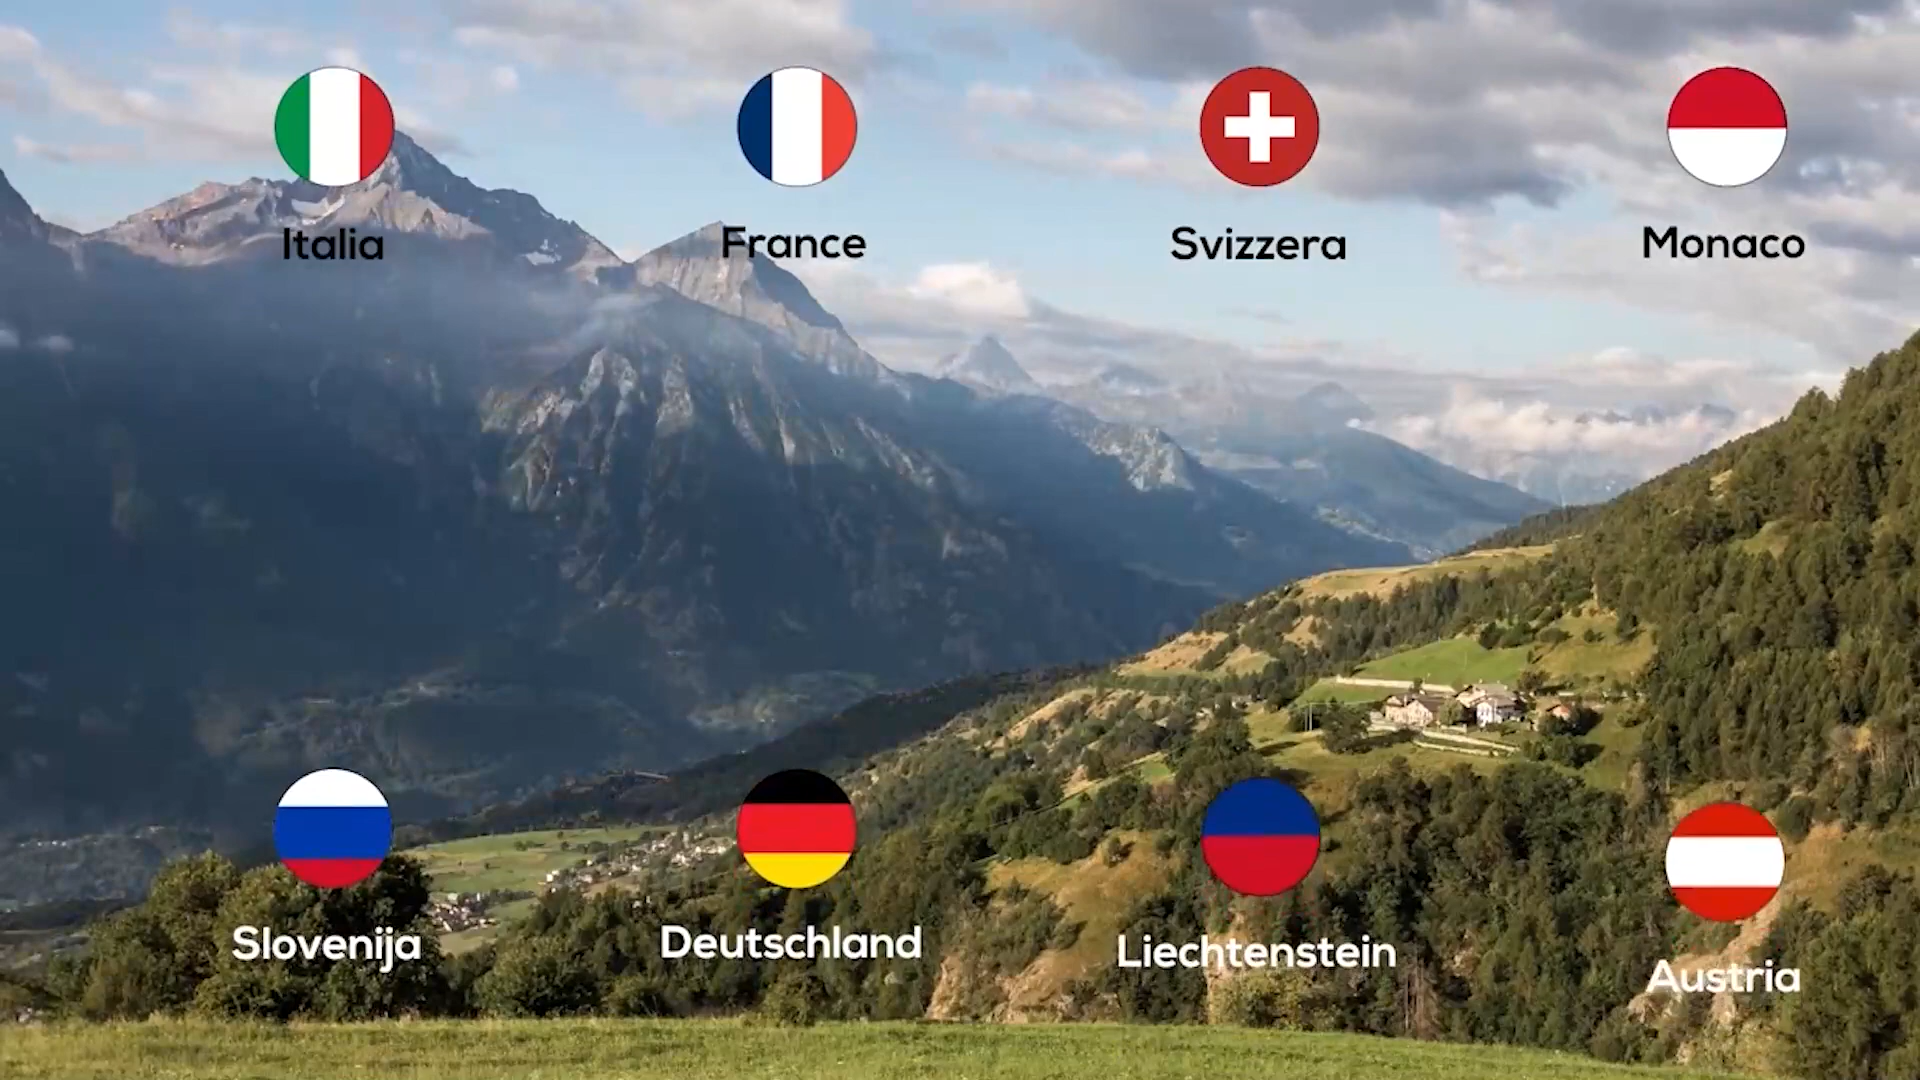 Italia
France
Svizzera
Monaco
Slovenija
Deutschland
Liechtenstein
Austria